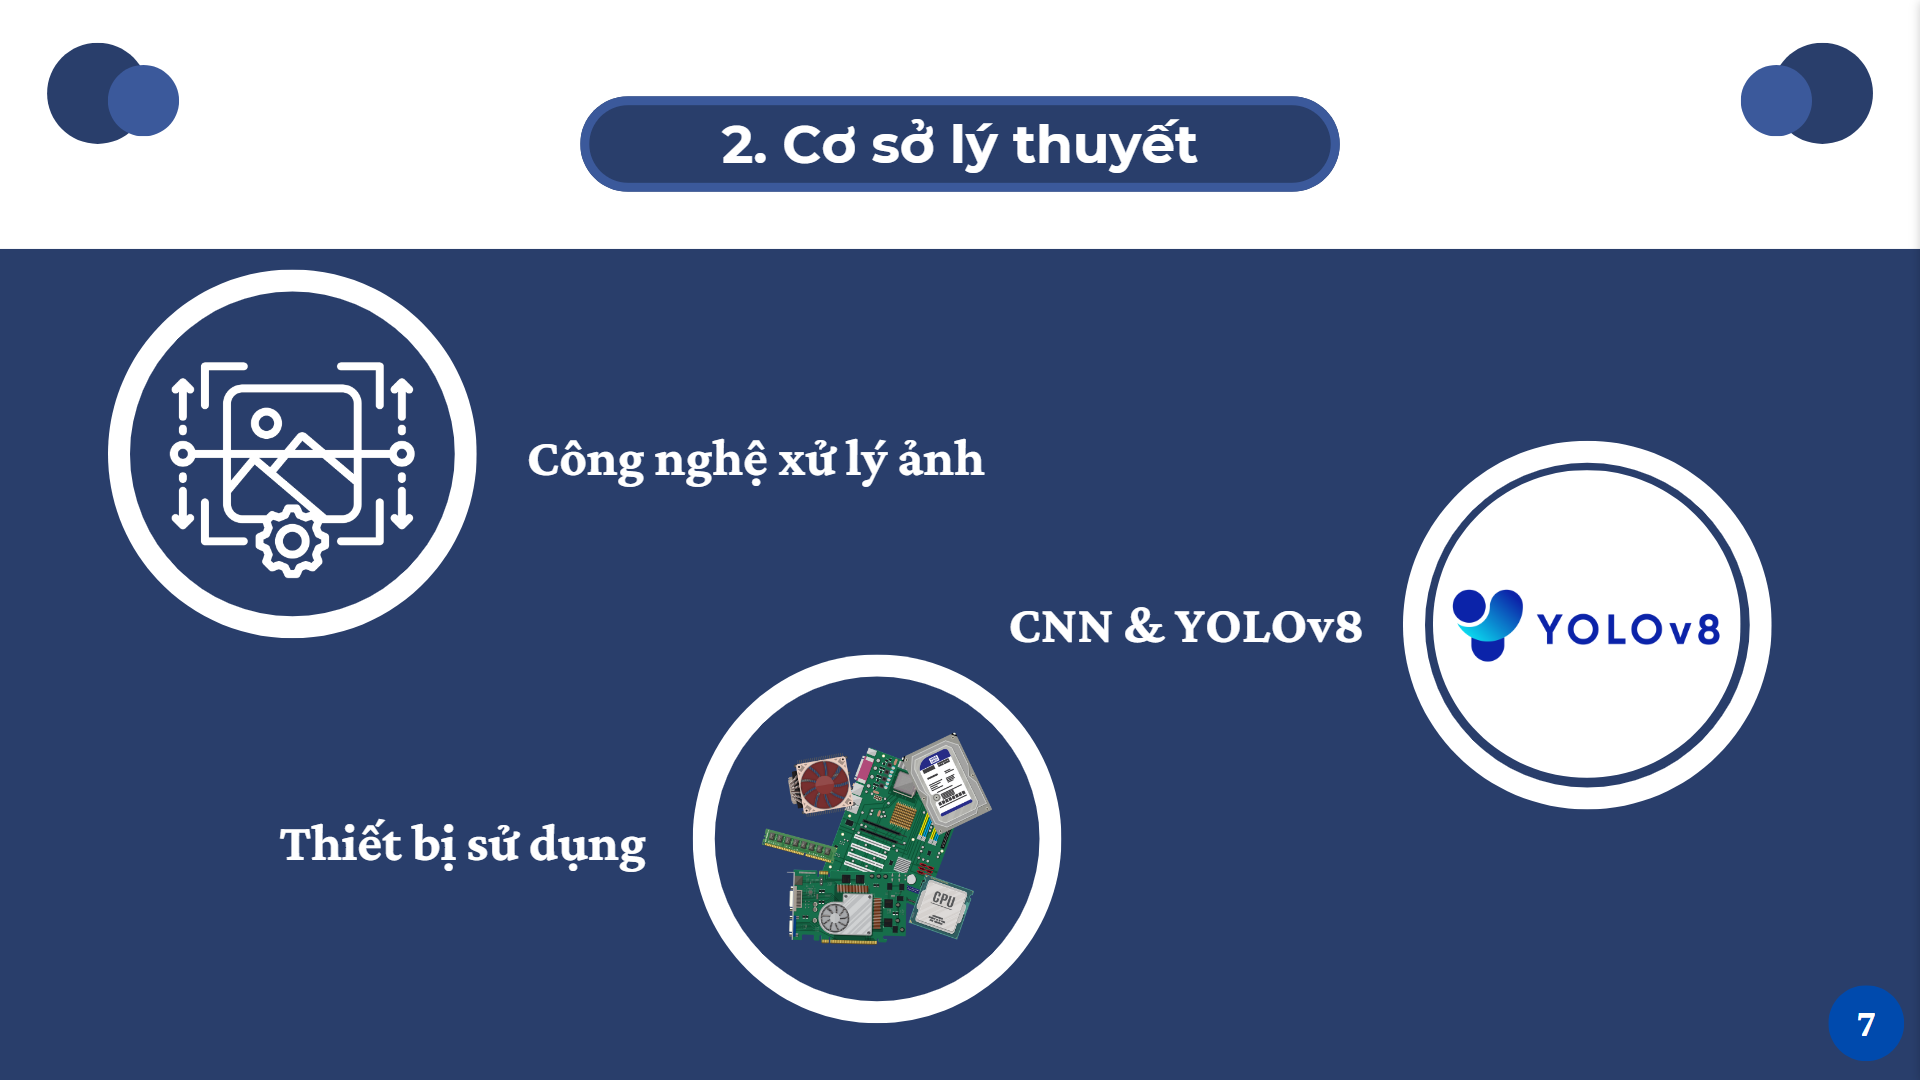 2. Cơ sở lý thuyết
Công nghệ xử lý ảnh
CNN & YOLOv8
YOLOv8
Thiết bị sử dụng
CPU
7